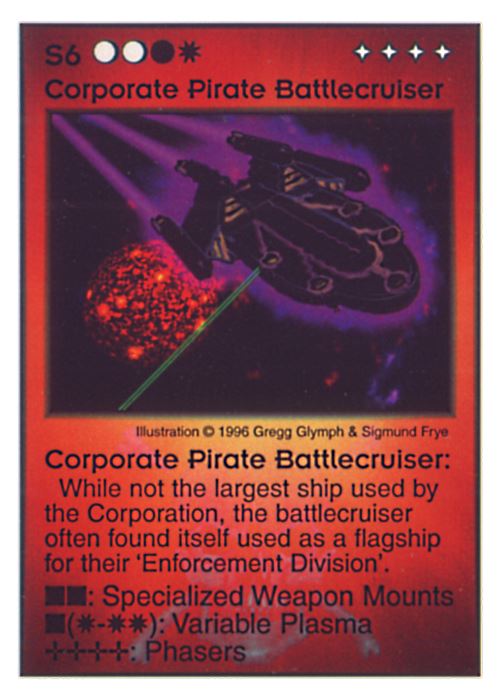 S6
Corporate Pirate Battlecruiser
Illustration © 1996 Gregg Glymph & Sigmund Frye
Corporate Pirate Battlecruiser:
While not the largest ship used by
the Corporation, the battlecruiser
often found itself used as a flagship
for their ‘Enforcement Division’.
■■: Specialized Weapon Mounts
■(✷-✷✷): Variable Plasma
✢✢✢✢: Phasers